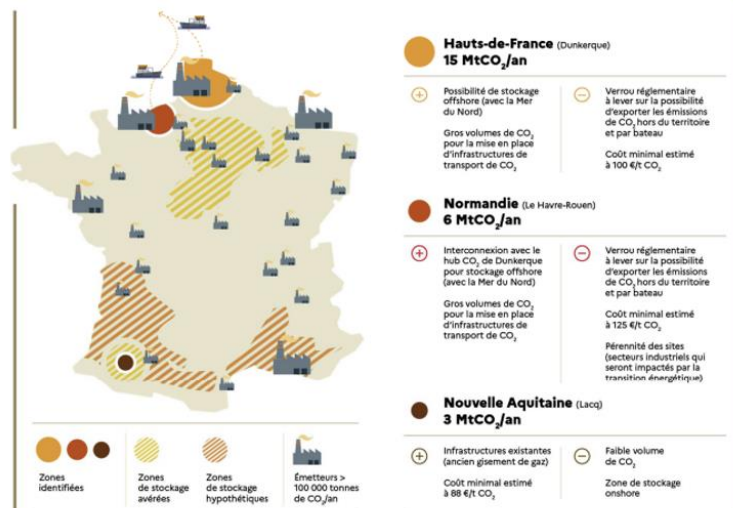 Hauts-de-France (Dunkerque)
15 MtCO₂/an
Possibilité de stockage
offshore (avec la Mer
du Nord)
Gros volumes de CO₂
pour la mise en place
d'infrastructures de
transport de CO₂
Verrou réglementaire
à lever sur la possibilité
d'exporter les émissions
de CO₂ hors du territoire
et par bateau
Coût minimal estimé
à 100 €/t CO₂
Normandie (Le Havre-Rouen)
6 MtCO₂/an
Interconnexion avec le
hub CO₂ de Dunkerque
pour stockage offshore
(avec la Mer du Nord)
Gros volumes de CO₂
pour la mise en place
d'infrastructures de
transport de CO₂
Verrou réglementaire
à lever sur la possibilité
d'exporter les émissions
de CO₂ hors du territoire
et par bateau
Coût minimal estimé
à 125 €/t CO₂
Pérennité des sites
(secteurs industriels qui
seront impactés par la
transition énergétique)
Nouvelle Aquitaine (Lacq)
3 MtCO₂/an
Infrastructures existantes
(ancien gisement de gaz)
Coût minimal estimé
à 88 €/t CO₂
Faible volume
de CO₂
Zone de stockage
onshore
Zones
identifiées
Zones
de stockage
avérées
Zones
de stockage
hypothétiques
Émetteurs >
100 000 tonnes
de CO₂/an